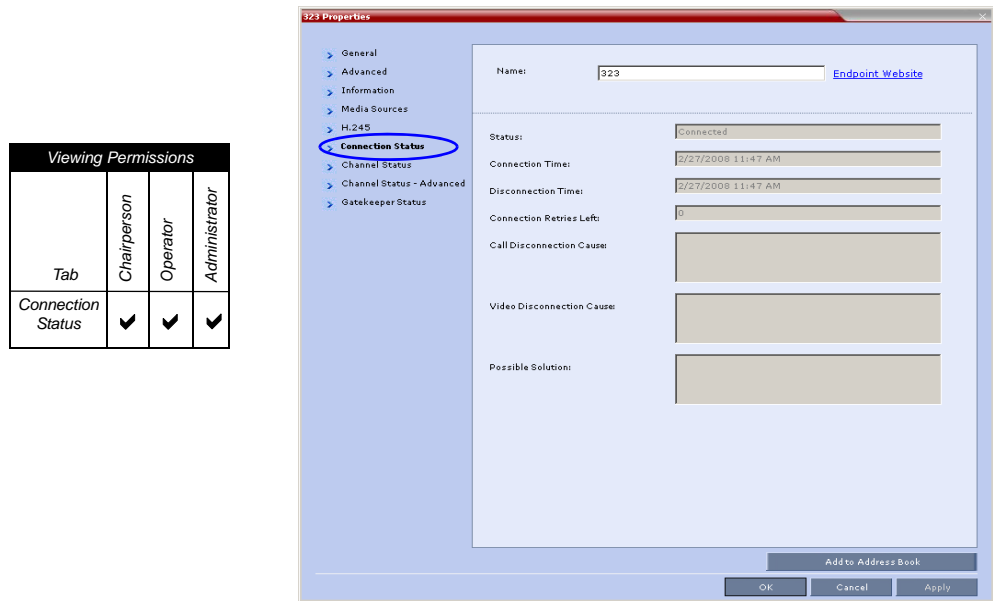 Viewing Permissions
Tab
Chairperson
Operator
Administrator
Connection
Status
323 Properties
General
Advanced
Information
Media Sources
H.245
Connection Status
Channel Status
Channel Status - Advanced
Gatekeeper Status
Name: 323 Endpoint Website
Status: Connected
Connection Time: 2/27/2008 11:47 AM
Disconnection Time: 2/27/2008 11:47 AM
Connection Retries Left: 0
Call Disconnection Cause:
Video Disconnection Cause:
Possible Solution:
Add to Address Book
OK Cancel Apply